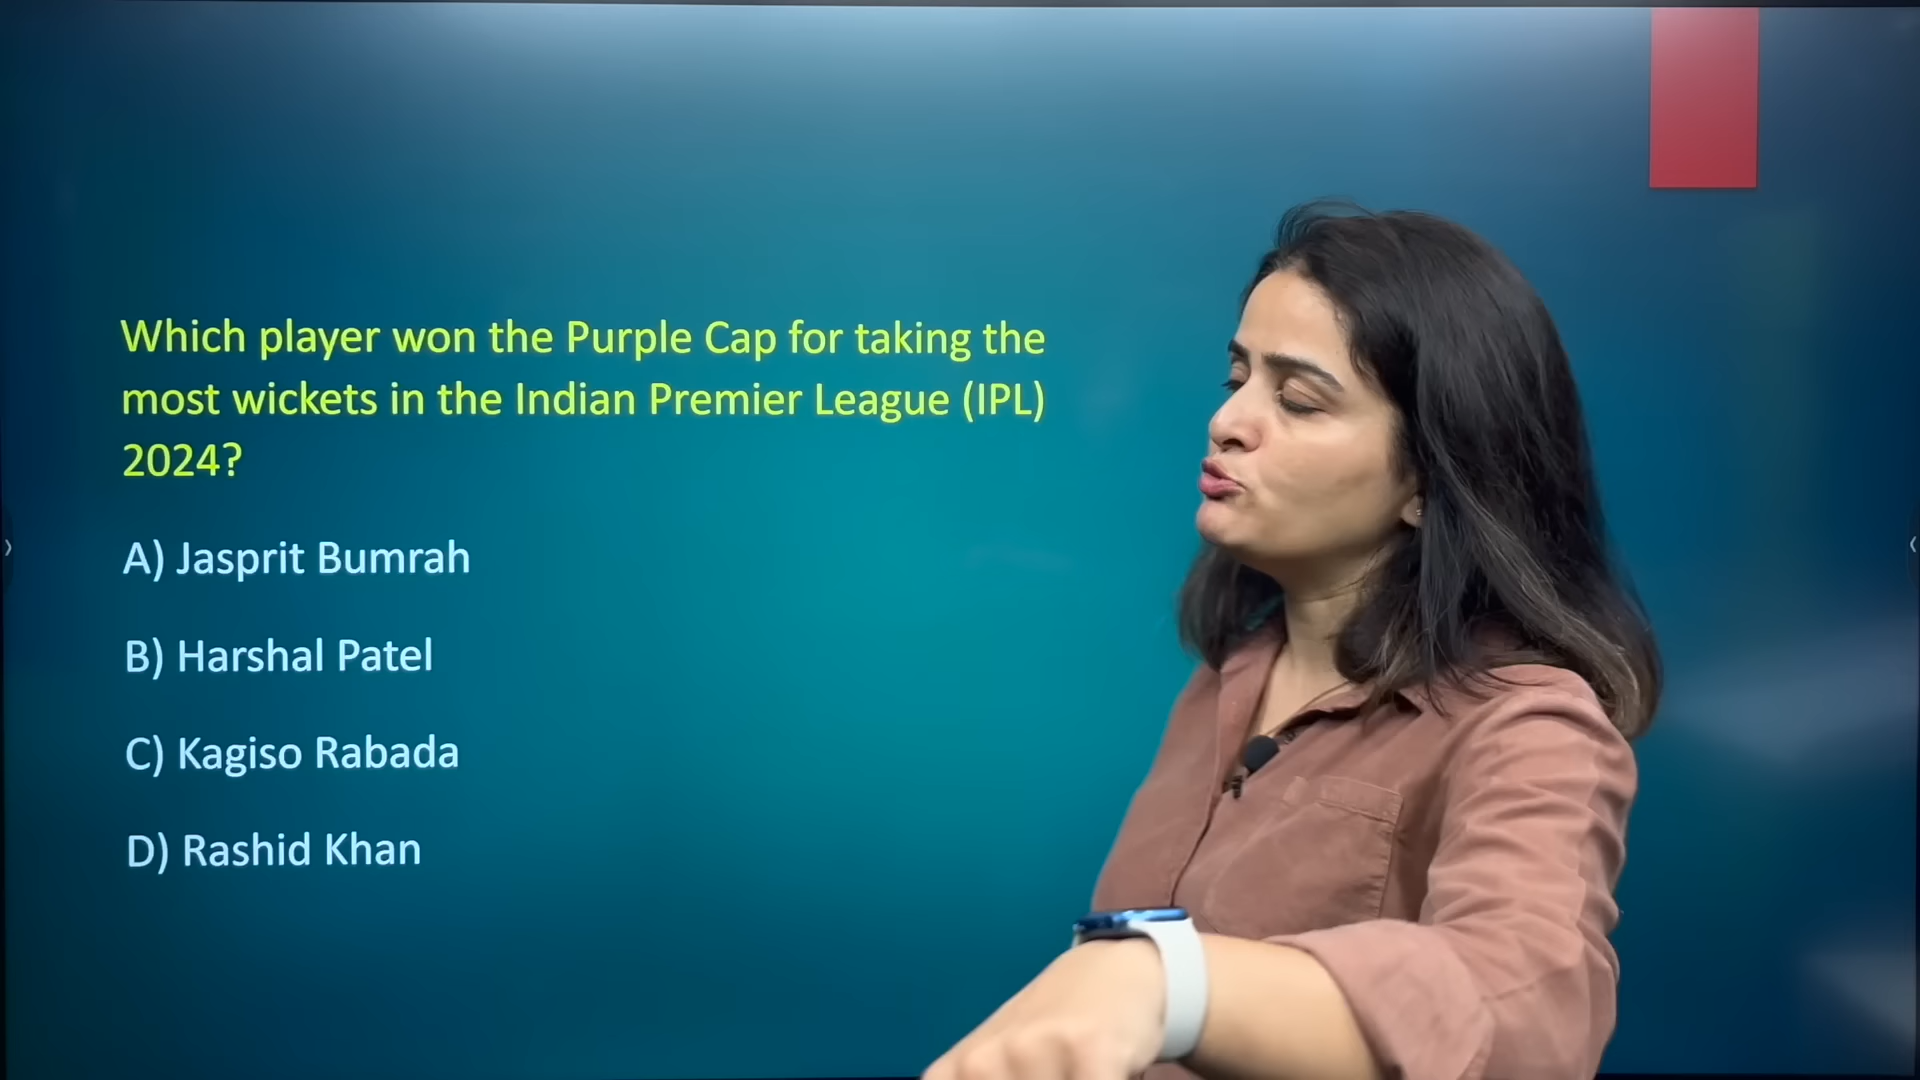 Which player won the Purple Cap for taking the
most wickets in the Indian Premier League (IPL)
2024?
A) Jasprit Bumrah
B) Harshal Patel
C) Kagiso Rabada
D) Rashid Khan